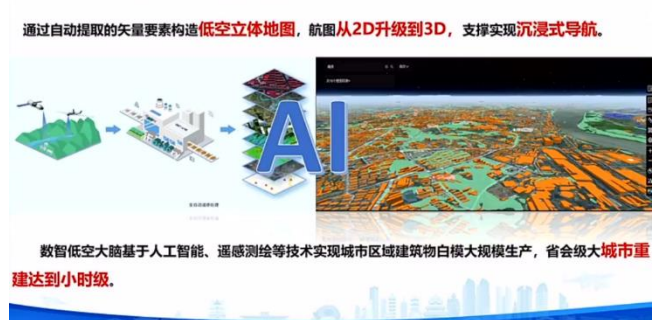 通过自动提取的矢量要素构造低空立体地图，航图从2D升级到3D，支撑实现沉浸式导航。
AI
数智低空大脑基于人工智能、遥感测绘等技术实现城市区域建筑物白模大规模生产，省会级大城市重
建达到小时级。